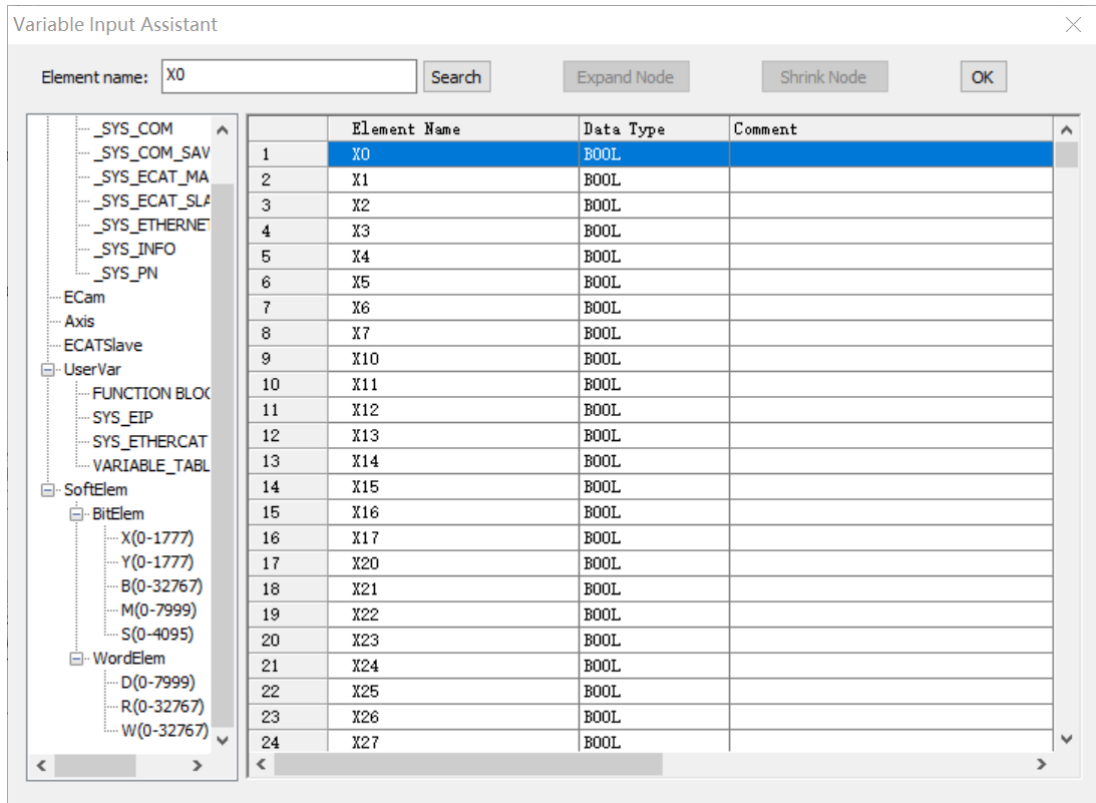 Variable Input Assistant
Element name: X0 Search Expand Node Shrink Node OK
_SYS_COM
_SYS_COM_SAV
_SYS_ECAT_MA
_SYS_ECAT_SLA
_SYS_ETHERNET
_SYS_INFO
_SYS_PN
ECam
Axis
ECATSlave
UserVar
FUNCTION BLOC
SYS_EIP
SYS_ETHERCAT
VARIABLE_TABL
SoftElem
BitElem
X(0-1777)
Y(0-1777)
B(0-32767)
M(0-7999)
S(0-4095)
WordElem
D(0-7999)
R(0-32767)
W(0-32767)
Element Name Data Type Comment
1 X0 BOOL
2 X1 BOOL
3 X2 BOOL
4 X3 BOOL
5 X4 BOOL
6 X5 BOOL
7 X6 BOOL
8 X7 BOOL
9 X10 BOOL
10 X11 BOOL
11 X12 BOOL
12 X13 BOOL
13 X14 BOOL
14 X15 BOOL
15 X16 BOOL
16 X17 BOOL
17 X20 BOOL
18 X21 BOOL
19 X22 BOOL
20 X23 BOOL
21 X24 BOOL
22 X25 BOOL
23 X26 BOOL
24 X27 BOOL